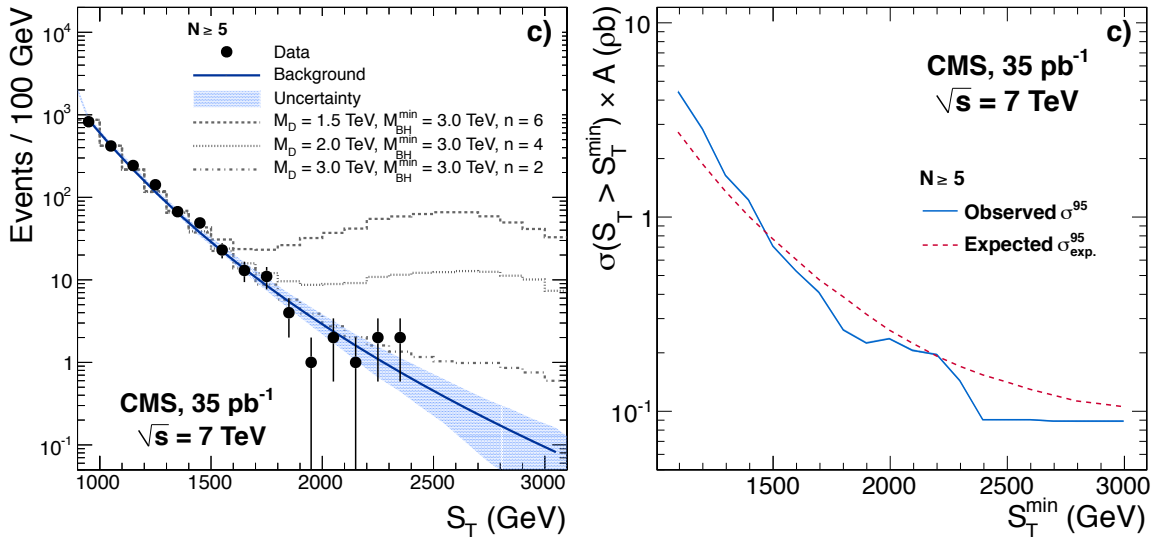 N ≥ 5
c)
Data
Background
Uncertainty
M_D = 1.5 TeV, M_BH^min = 3.0 TeV, n = 6
M_D = 2.0 TeV, M_BH^min = 3.0 TeV, n = 4
M_D = 3.0 TeV, M_BH^min = 3.0 TeV, n = 2
Events / 100 GeV
10^4
10^3
10^2
10
1
10^-1
CMS, 35 pb^-1
√s = 7 TeV
1000 1500 2000 2500 3000
S_T (GeV)
c)
σ(S_T > S_T^min) × A (ρb)
CMS, 35 pb^-1
√s = 7 TeV
N ≥ 5
Observed σ^95
Expected σ^95_exp.
1
10^-1
1500 2000 2500 3000
S_T^min (GeV)